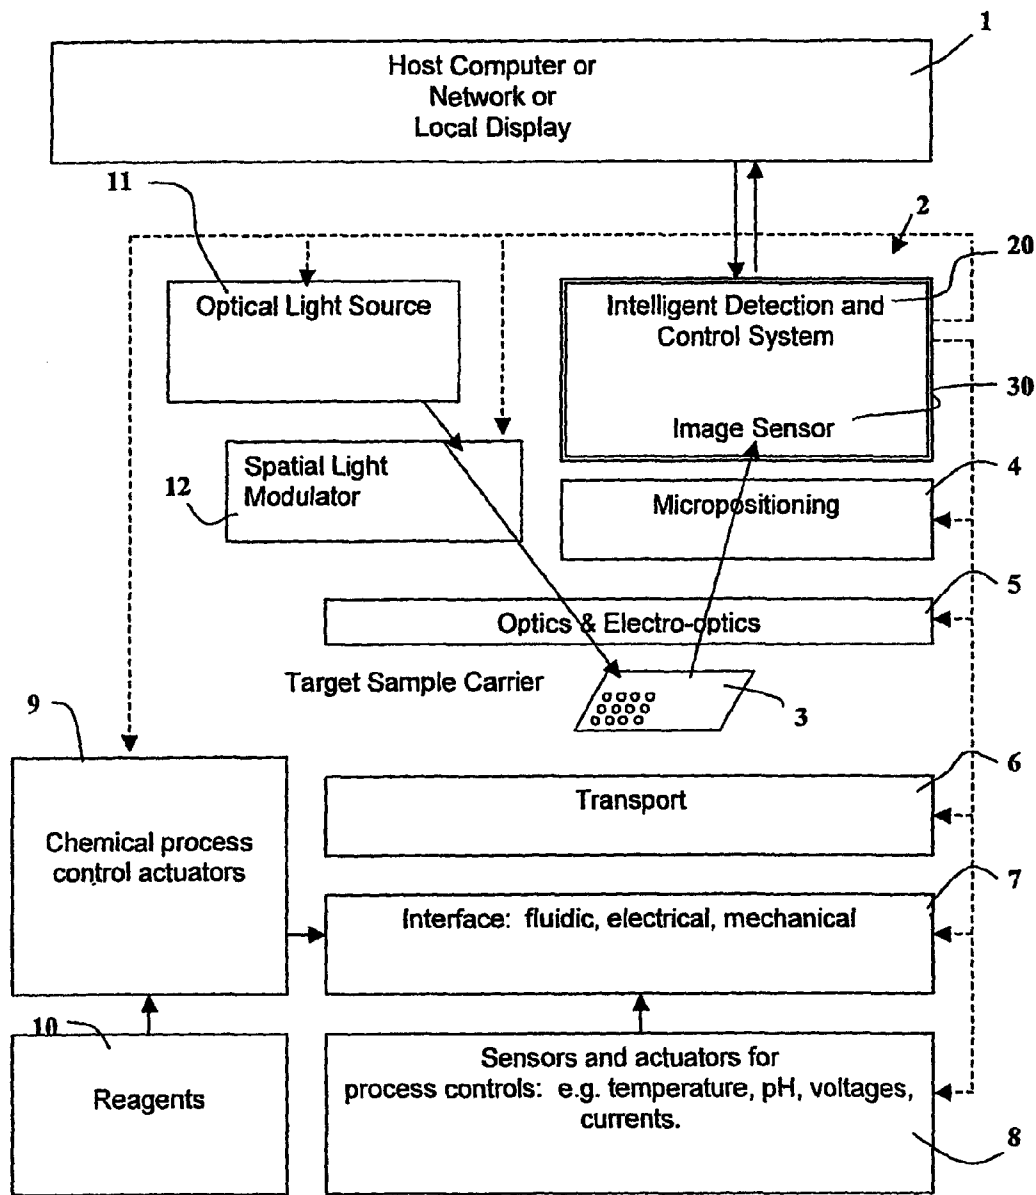 1
Host Computer or
Network or
Local Display
11
2
20
Optical Light Source
Intelligent Detection and
Control System
30
Image Sensor
4
Spatial Light
Modulator
12
Micropositioning
5
Optics & Electro-optics
Target Sample Carrier
3
9
6
Transport
Chemical process
control actuators
7
Interface: fluidic, electrical, mechanical
10
Reagents
Sensors and actuators for
process controls: e.g. temperature, pH, voltages,
currents.
8